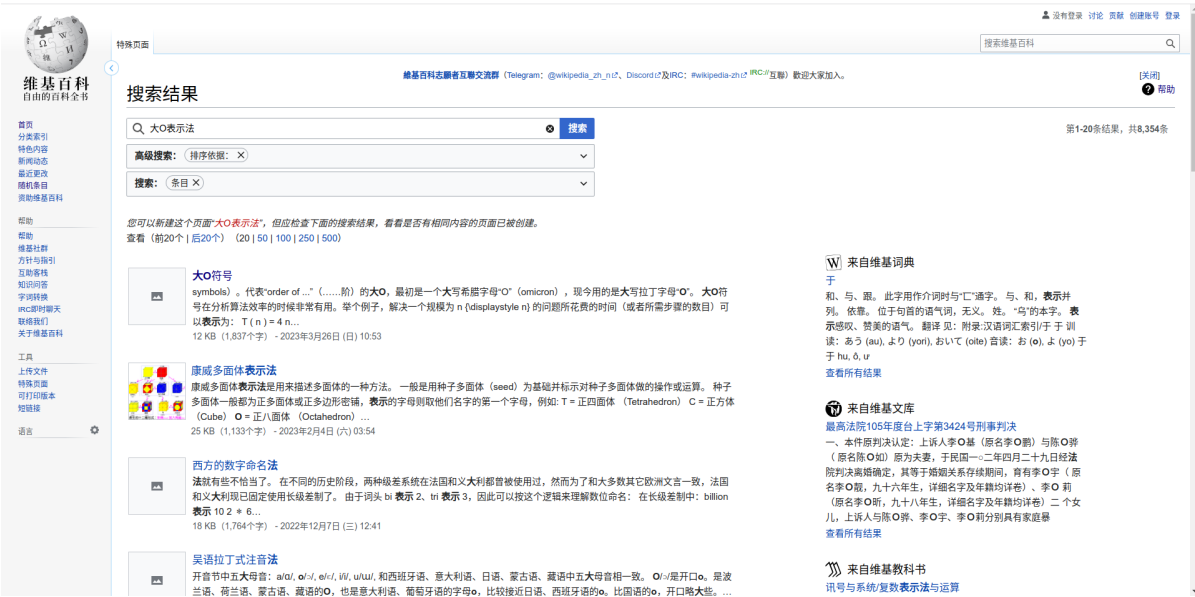 没有登录 讨论 贡献 创建账号 登录
维基百科
自由的百科全书
特殊页面
搜索维基百科
维基百科志願者互聯交流群（Telegram：@wikipedia_zh_n、Discord及IRC：#wikipedia-zh IRC://互聯）歡迎大家加入。
[关闭]
搜索结果
帮助
大O表示法 搜索
第1-20条结果，共8,354条
高级搜索： 排序依据：
搜索： 条目
首页
分类索引
特色内容
新闻动态
最近更改
随机条目
资助维基百科
帮助
帮助
维基社群
方针与指引
互助客栈
知识问答
字词转换
IRC即时聊天
联络我们
关于维基百科
工具
上传文件
特殊页面
可打印版本
短链接
语言
您可以新建这个页面“大O表示法”，但应检查下面的搜索结果，看看是否有相同内容的页面已被创建。
查看（前20个 | 后20个）（20 | 50 | 100 | 250 | 500）
大O符号
symbols）。代表“order of ...”（……阶）的大O，最初是一个大写希腊字母“Ο”（omicron），现今用的是大写拉丁字母“O”。 大O符
号在分析算法效率的时候非常有用。举个例子，解决一个规模为 n {\displaystyle n} 的问题所花费的时间（或者所需步骤的数目）可
以表示为： T ( n ) = 4 n…
12 KB（1,837个字） - 2023年3月26日 (日) 10:53
康威多面体表示法
康威多面体表示法是用来描述多面体的一种方法。 一般是用种子多面体（seed）为基础并标示对种子多面体做的操作或运算。 种子
多面体一般都为正多面体或正多边形密铺，表示的字母则取他们名字的第一个字母，例如: T = 正四面体 （Tetrahedron） C = 正方体
（Cube） O = 正八面体 （Octahedron）…
25 KB（1,133个字） - 2023年2月4日 (六) 03:54
西方的数字命名法
法就有些不恰当了。 在不同的历史阶段，两种级差系统在法国和义大利都曾被使用过，然而为了和大多数其它欧洲文言一致，法国
和义大利现已固定使用长级差制了。 由于词头 bi 表示 2、tri 表示 3，因此可以按这个逻辑来理解数位命名： 在长级差制中：billion
表示 10 2 ∗ 6…
18 KB（1,764个字） - 2022年12月7日 (三) 12:41
吴语拉丁式注音法
开音节中五大母音：a/ɑ/, o/ɔ/, e/ɛ/, i/i/, u/ɯ/, 和西班牙语、意大利语、日语、蒙古语、藏语中五大母音相一致。 O/ɔ/是开口o。是波
兰语、荷兰语、蒙古语、藏语的O，也是意大利语、葡萄牙语的字母o，比较接近日语、西班牙语的o。比国语的o，开口略大些。…
来自维基词典
于
和、与、跟。 此字用作介词时与“亡”通字。 与、和，表示并
列。 依靠。 位于句首的语气词，无义。 姓。 “乌”的本字。 表
示感叹、赞美的语气。 翻译 见：附录:汉语词汇索引/于 于 训
读：あう (au), より (yori), おいて (oite) 音读：お (o), よ (yo) 于
于 hu, ô, ư
查看所有结果
来自维基文库
最高法院105年度台上字第3424号刑事判决
一、本件原判决认定：上诉人李O基（原名李O鹏）与陈O骅
（ 原名陈O如）原为夫妻，于民国一○二年四月二十九日经法
院判决离婚确定，其等于婚姻关系存续期间，育有李O宇（ 原
名李O靓，九十六年生，详细名字及年籍均详卷）、李O 莉
（原名李O昕，九十八年生，详细名字及年籍均详卷）二 个女
儿，上诉人与陈O骅、李O宇、李O莉分别具有家庭暴
查看所有结果
来自维基教科书
讯号与系统/复数表示法与运算